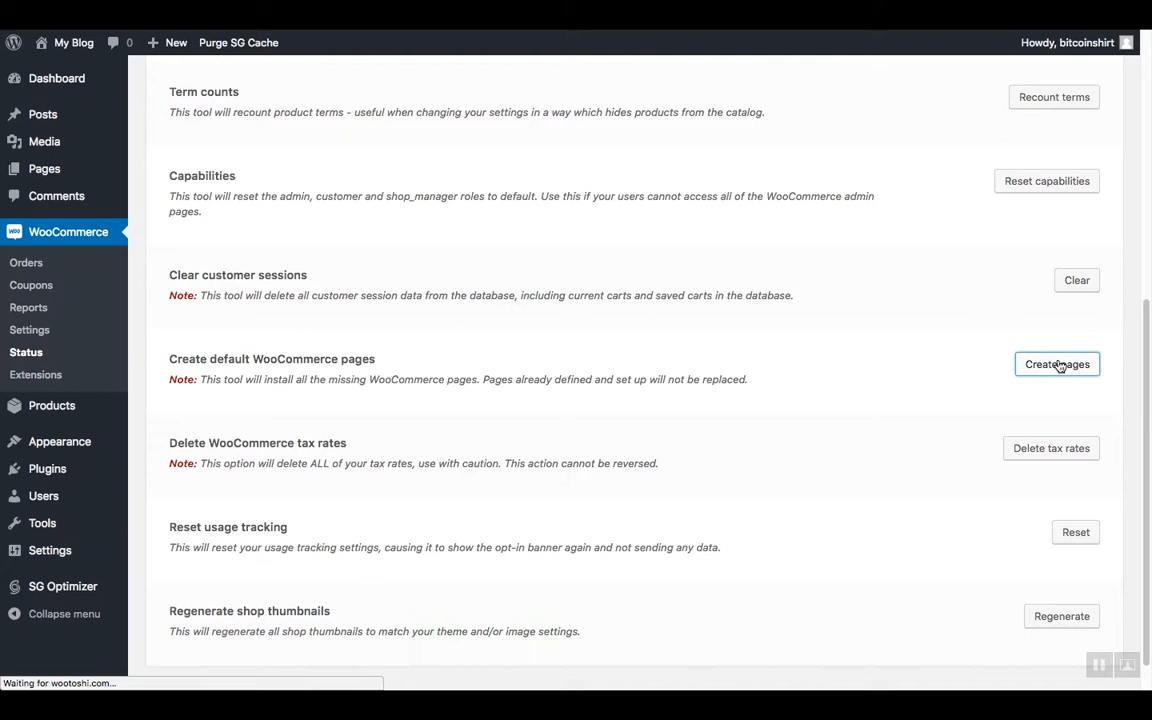 My Blog
0
New
Purge SG Cache
Howdy, bitcoinshirt
Dashboard
Posts
Media
Pages
Comments
WooCommerce
Orders
Coupons
Reports
Settings
Status
Extensions
Products
Appearance
Plugins
Users
Tools
Settings
SG Optimizer
Collapse menu
Term counts
This tool will recount product terms - useful when changing your settings in a way which hides products from the catalog.
Recount terms
Capabilities
This tool will reset the admin, customer and shop_manager roles to default. Use this if your users cannot access all of the WooCommerce admin
pages.
Reset capabilities
Clear customer sessions
Note: This tool will delete all customer session data from the database, including current carts and saved carts in the database.
Clear
Create default WooCommerce pages
Note: This tool will install all the missing WooCommerce pages. Pages already defined and set up will not be replaced.
Create pages
Delete WooCommerce tax rates
Note: This option will delete ALL of your tax rates, use with caution. This action cannot be reversed.
Delete tax rates
Reset usage tracking
This will reset your usage tracking settings, causing it to show the opt-in banner again and not sending any data.
Reset
Regenerate shop thumbnails
This will regenerate all shop thumbnails to match your theme and/or image settings.
Regenerate
Waiting for wootoshi.com...